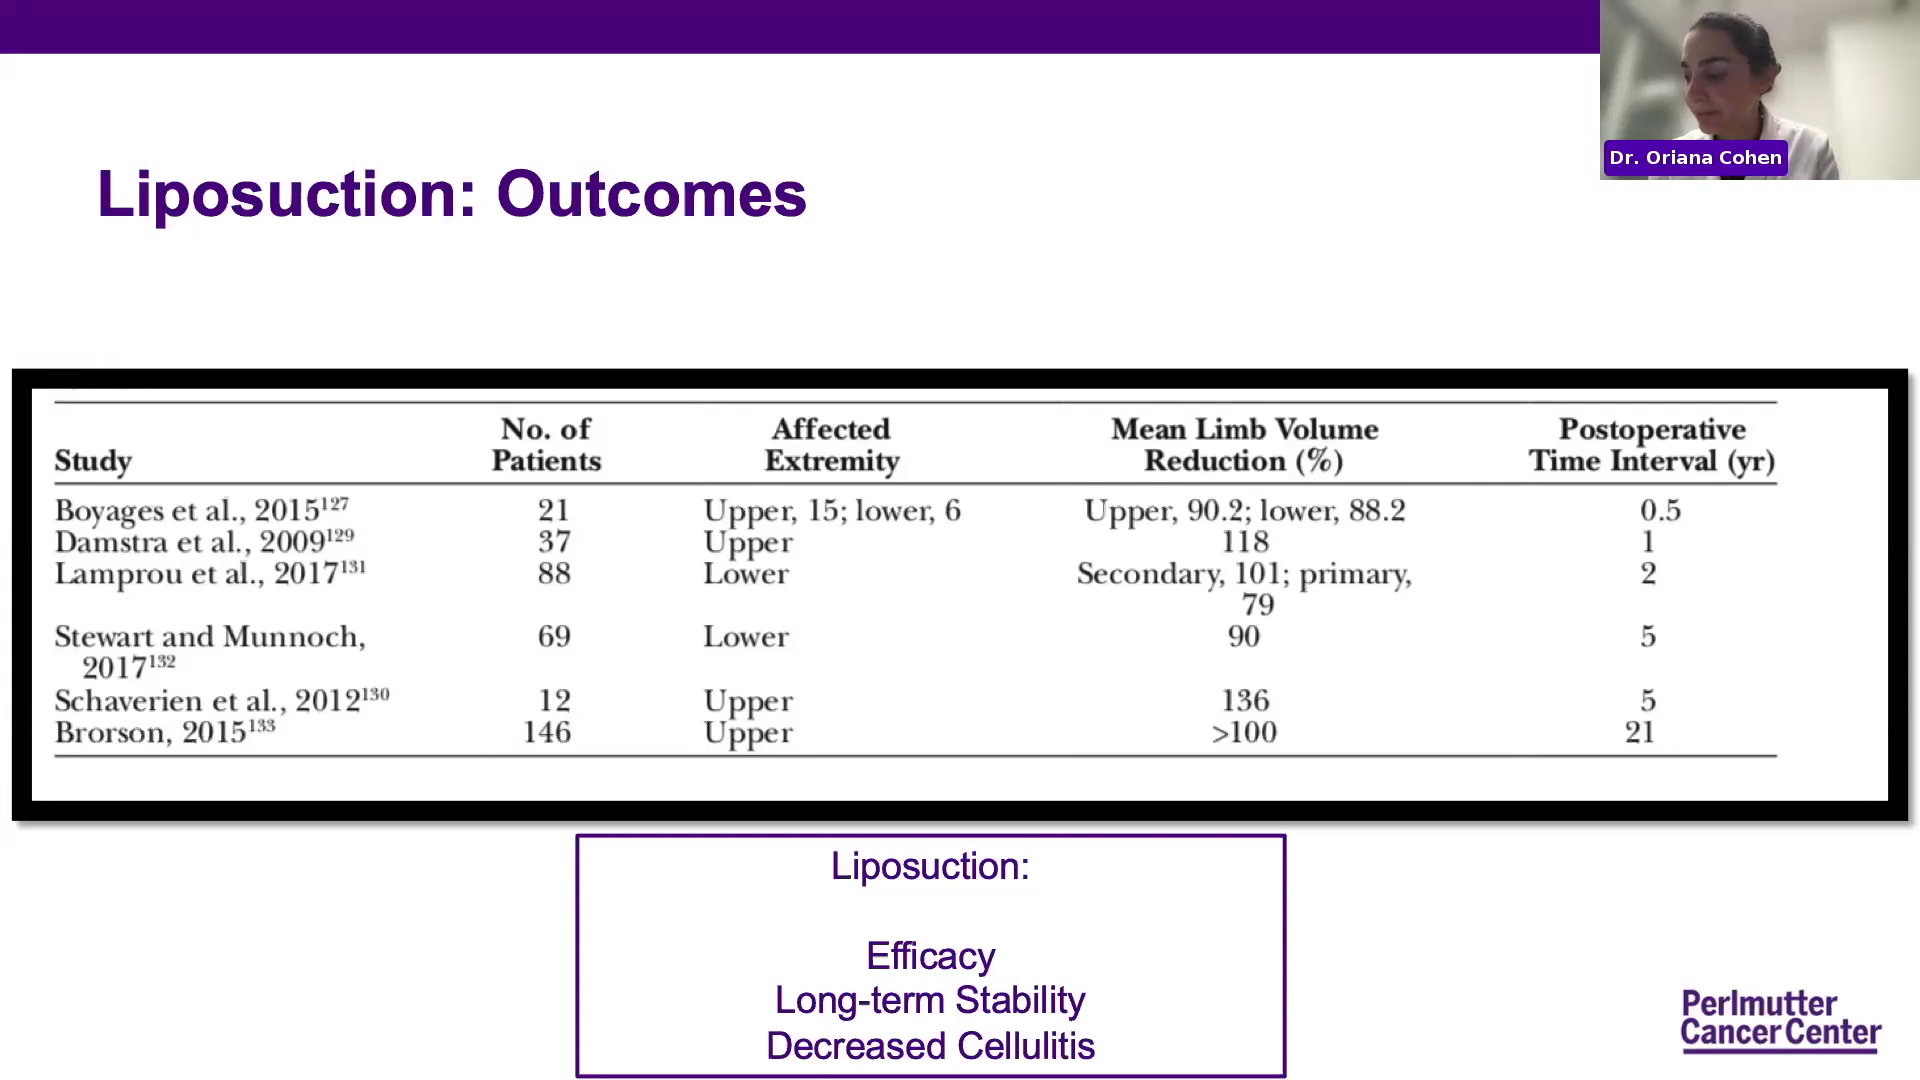 Dr. Oriana Cohen
Liposuction: Outcomes
Study No. of Patients Affected Extremity Mean Limb Volume Reduction (%) Postoperative Time Interval (yr)
Boyages et al., 2015¹²⁷ 21 Upper, 15; lower, 6 Upper, 90.2; lower, 88.2 0.5
Damstra et al., 2009¹²⁹ 37 Upper 118 1
Lamprou et al., 2017¹³¹ 88 Lower Secondary, 101; primary, 2
79
Stewart and Munnoch, 69 Lower 90 5
2017¹³²
Schaverien et al., 2012¹³⁰ 12 Upper 136 5
Brorson, 2015¹³³ 146 Upper >100 21
Liposuction:
Efficacy
Long-term Stability
Decreased Cellulitis
Perlmutter
Cancer Center